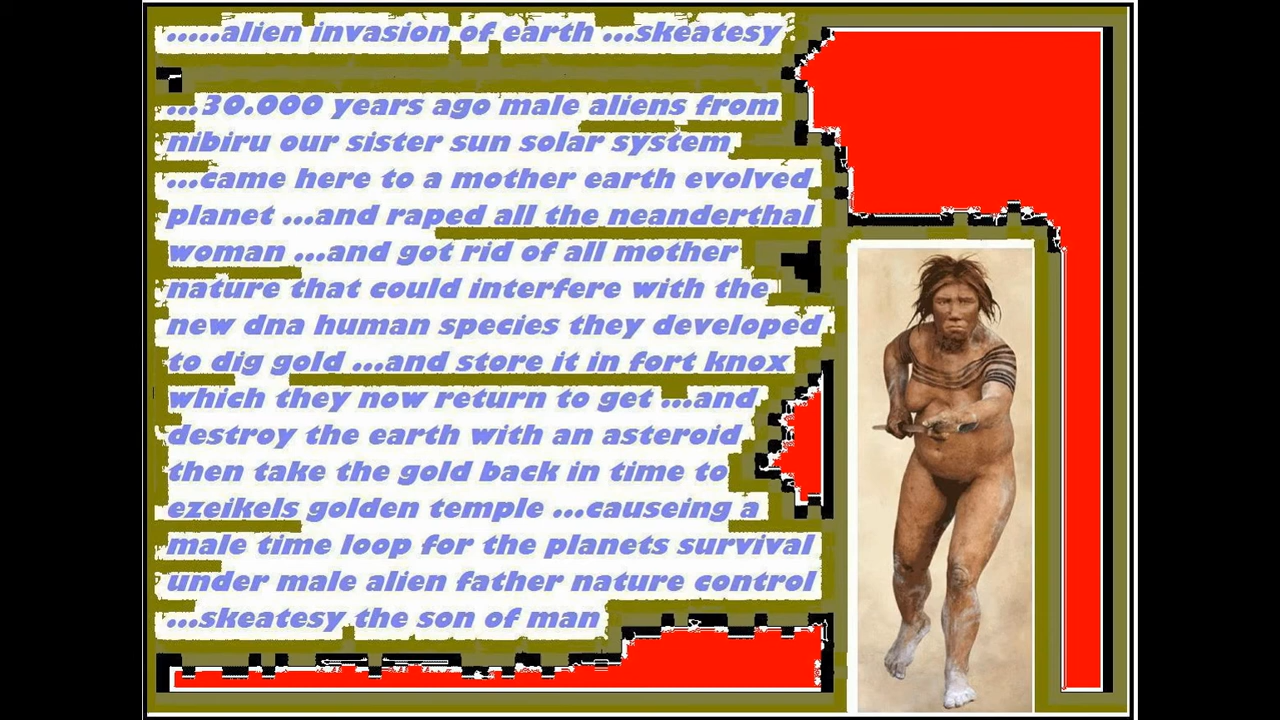 .....alien invasion of earth ...skeatesy
...30.000 years ago male aliens from
nibiru our sister sun solar system
...came here to a mother earth evolved
planet ...and raped all the neanderthal
woman ...and got rid of all mother
nature that could interfere with the
new dna human species they developed
to dig gold ...and store it in fort knox
which they now return to get ...and
destroy the earth with an asteroid
then take the gold back in time to
ezeikels golden temple ...causeing a
male time loop for the planets survival
under male alien father nature control
...skeatesy the son of man